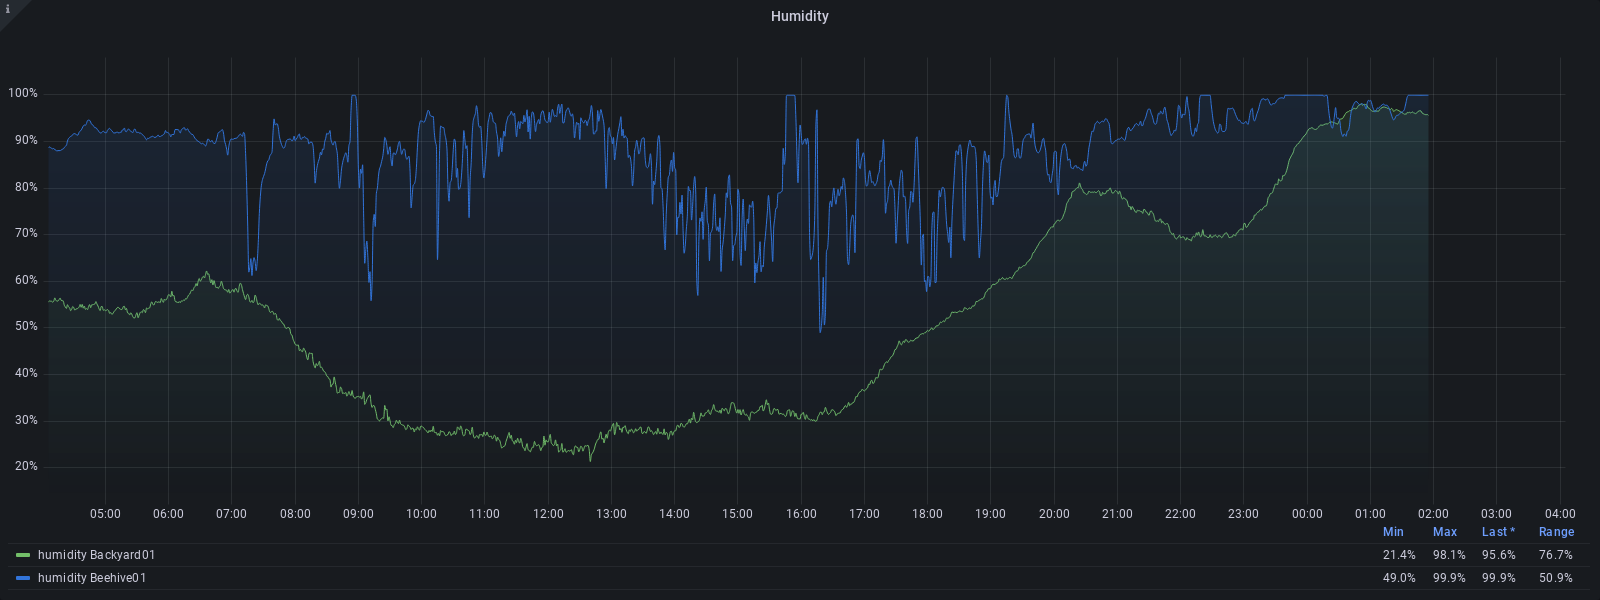 i
Humidity
100%
90%
80%
70%
60%
50%
40%
30%
20%
05:00 06:00 07:00 08:00 09:00 10:00 11:00 12:00 13:00 14:00 15:00 16:00 17:00 18:00 19:00 20:00 21:00 22:00 23:00 00:00 01:00 02:00 03:00 04:00
Min Max Last * Range
humidity Backyard01 21.4% 98.1% 95.6% 76.7%
humidity Beehive01 49.0% 99.9% 99.9% 50.9%